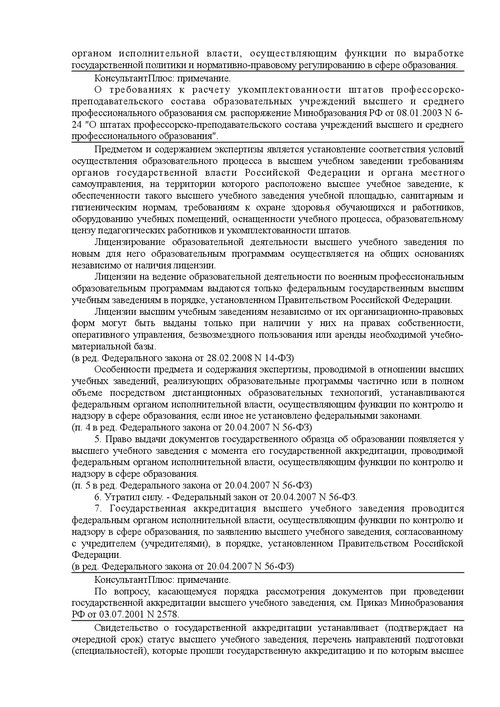 органом исполнительной власти, осуществляющим функции по выработке
государственной политики и нормативно-правовому регулированию в сфере образования.
КонсультантПлюс: примечание.
О требованиях к расчету укомплектованности штатов профессорско-
преподавательского состава образовательных учреждений высшего и среднего
профессионального образования см. распоряжение Минобразования РФ от 08.01.2003 N 6-
24 "О штатах профессорско-преподавательского состава учреждений высшего и среднего
профессионального образования".
Предметом и содержанием экспертизы является установление соответствия условий
осуществления образовательного процесса в высшем учебном заведении требованиям
органов государственной власти Российской Федерации и органа местного
самоуправления, на территории которого расположено высшее учебное заведение, к
обеспеченности такого высшего учебного заведения учебной площадью, санитарным и
гигиеническим нормам, требованиям к охране здоровья обучающихся и работников,
оборудованию учебных помещений, оснащенности учебного процесса, образовательному
цензу педагогических работников и укомплектованности штатов.
Лицензирование образовательной деятельности высшего учебного заведения по
новым для него образовательным программам осуществляется на общих основаниях
независимо от наличия лицензии.
Лицензии на ведение образовательной деятельности по военным профессиональным
образовательным программам выдаются только федеральным государственным высшим
учебным заведениям в порядке, установленном Правительством Российской Федерации.
Лицензии высшим учебным заведениям независимо от их организационно-правовых
форм могут быть выданы только при наличии у них на правах собственности,
оперативного управления, безвозмездного пользования или аренды необходимой учебно-
материальной базы.
(в ред. Федерального закона от 28.02.2008 N 14-ФЗ)
Особенности предмета и содержания экспертизы, проводимой в отношении высших
учебных заведений, реализующих образовательные программы частично или в полном
объеме посредством дистанционных образовательных технологий, устанавливаются
федеральным органом исполнительной власти, осуществляющим функции по контролю и
надзору в сфере образования, если иное не установлено федеральными законами.
(п. 4 в ред. Федерального закона от 20.04.2007 N 56-ФЗ)
5. Право выдачи документов государственного образца об образовании появляется у
высшего учебного заведения с момента его государственной аккредитации, проводимой
федеральным органом исполнительной власти, осуществляющим функции по контролю и
надзору в сфере образования.
(п. 5 в ред. Федерального закона от 20.04.2007 N 56-ФЗ)
6. Утратил силу. - Федеральный закон от 20.04.2007 N 56-ФЗ.
7. Государственная аккредитация высшего учебного заведения проводится
федеральным органом исполнительной власти, осуществляющим функции по контролю и
надзору в сфере образования, по заявлению высшего учебного заведения, согласованному
с учредителем (учредителями), в порядке, установленном Правительством Российской
Федерации.
(в ред. Федерального закона от 20.04.2007 N 56-ФЗ)
КонсультантПлюс: примечание.
По вопросу, касающемуся порядка рассмотрения документов при проведении
государственной аккредитации высшего учебного заведения, см. Приказ Минобразования
РФ от 03.07.2001 N 2578.
Свидетельство о государственной аккредитации устанавливает (подтверждает на
очередной срок) статус высшего учебного заведения, перечень направлений подготовки
(специальностей), которые прошли государственную аккредитацию и по которым высшее